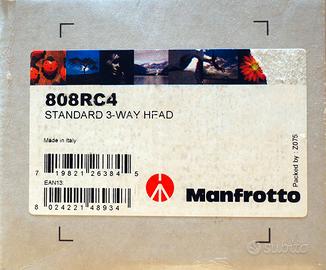 808RC4
STANDARD 3-WAY HEAD
Made in Italy
7 19821 26384 5
EAN13
8 024221 48934
Manfrotto
Packed by : Z075
subito